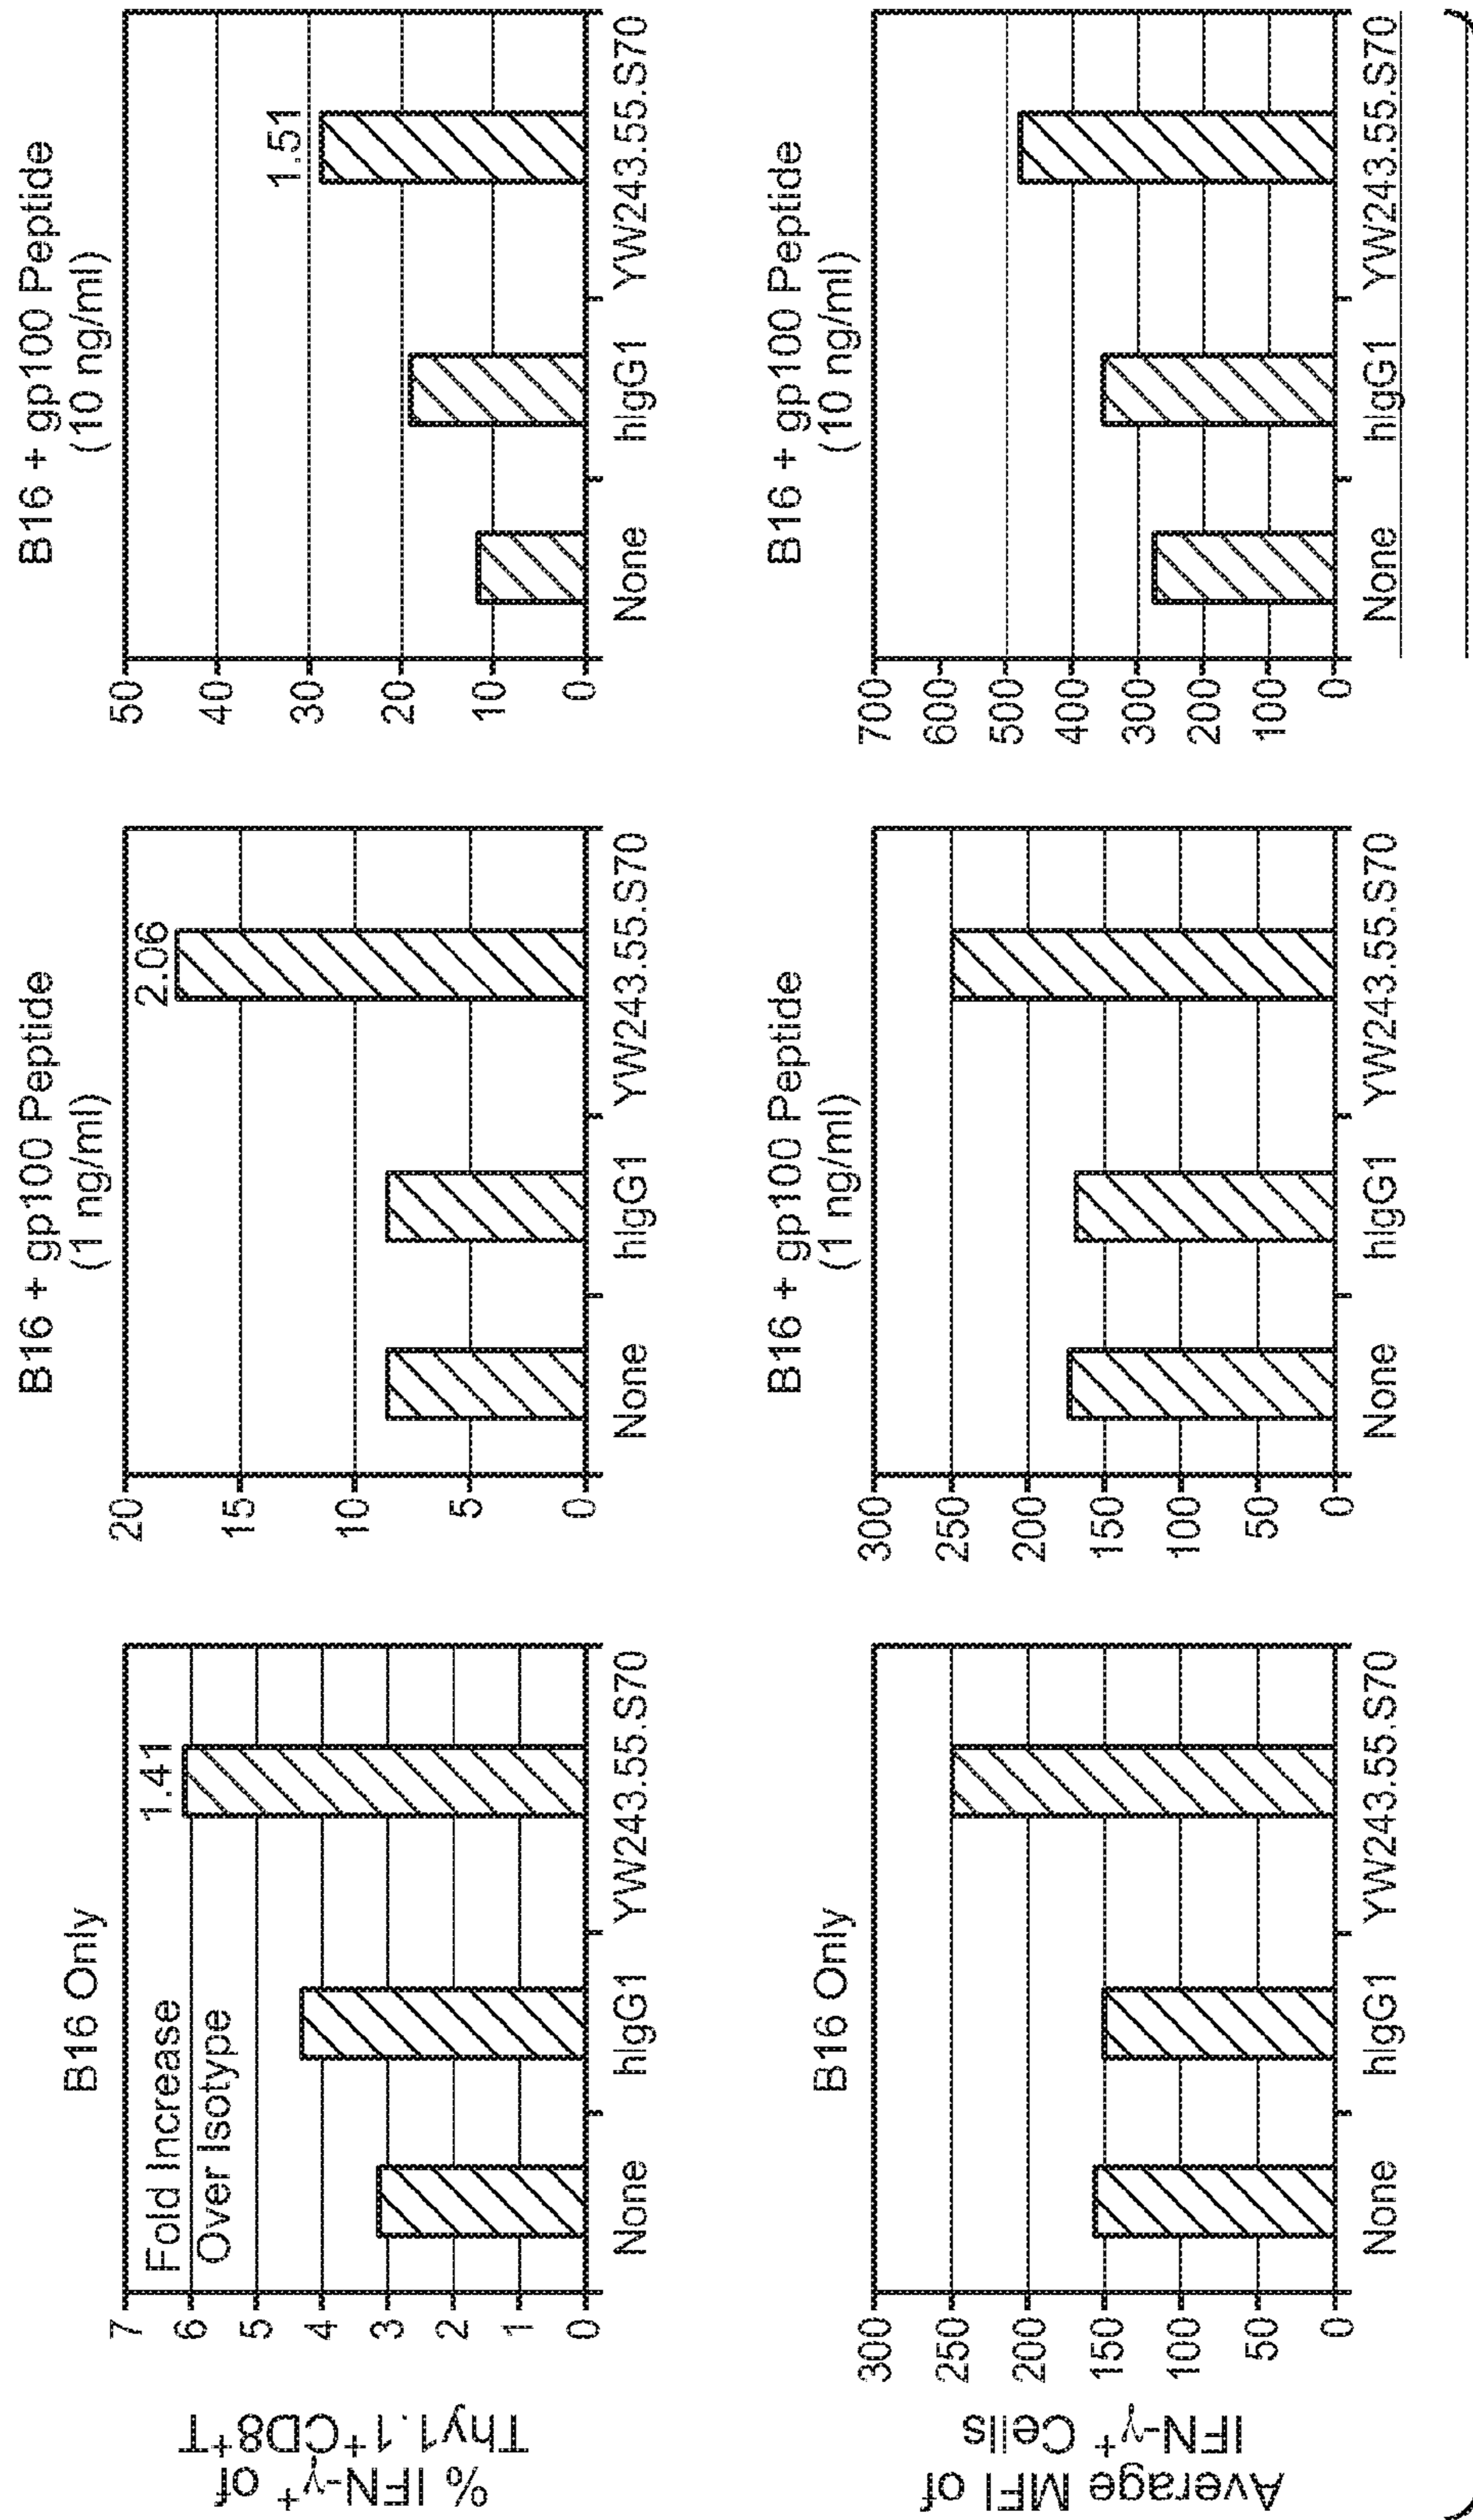 % IFN-γ⁺ of
Thy1.1⁺CD8⁺T
B16 Only
Fold Increase
Over Isotype
7
6
5
4
3
2
1
0
1.41
None hIgG1 YW243.55.S70
B16 + gp100 Peptide
(1 ng/ml)
20
15
10
5
0
2.06
None hIgG1 YW243.55.S70
B16 + gp100 Peptide
(10 ng/ml)
50
40
30
20
10
0
1.51
None hIgG1 YW243.55.S70
Average MFI of
IFN-γ⁺ Cells
B16 Only
300
250
200
150
100
50
0
None hIgG1 YW243.55.S70
B16 + gp100 Peptide
(1 ng/ml)
300
250
200
150
100
50
0
None hIgG1 YW243.55.S70
B16 + gp100 Peptide
(10 ng/ml)
700
600
500
400
300
200
100
0
None hIgG1 YW243.55.S70